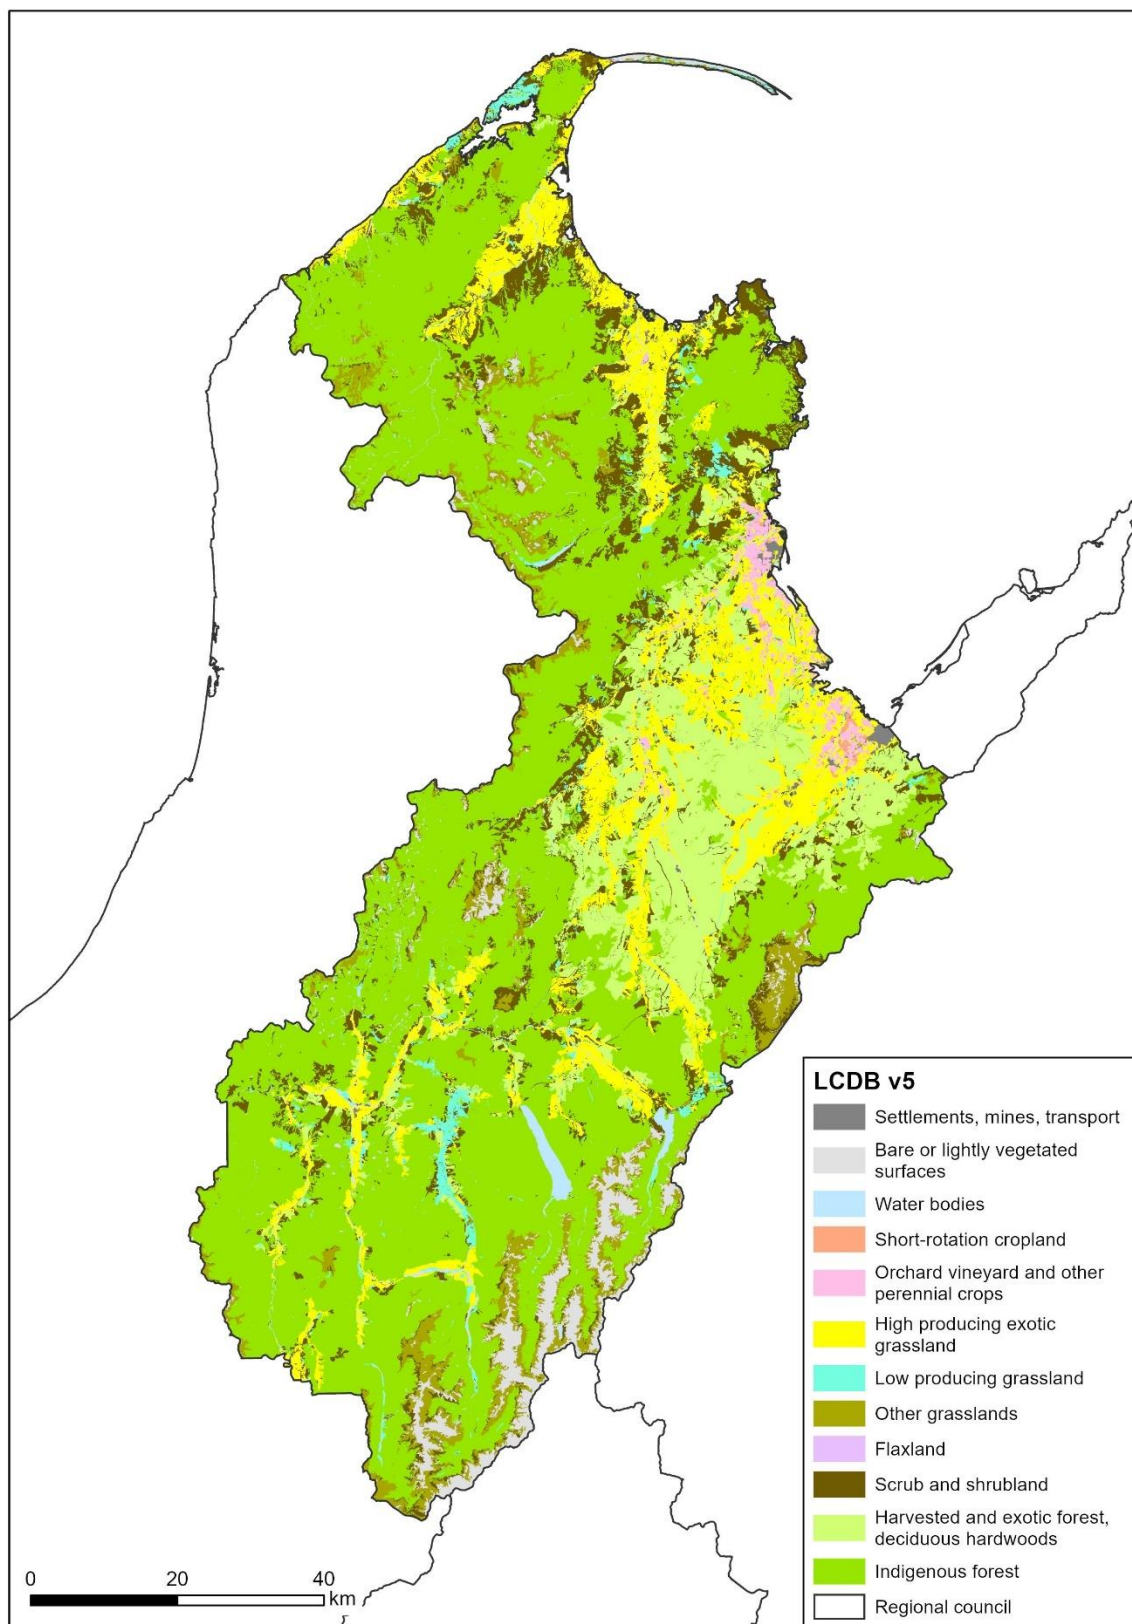 LCDB v5
Settlements, mines, transport
Bare or lightly vegetated
surfaces
Water bodies
Short-rotation cropland
Orchard vineyard and other
perennial crops
High producing exotic
grassland
Low producing grassland
Other grasslands
Flaxland
Scrub and shrubland
Harvested and exotic forest,
deciduous hardwoods
Indigenous forest
Regional council
0 20 40
km